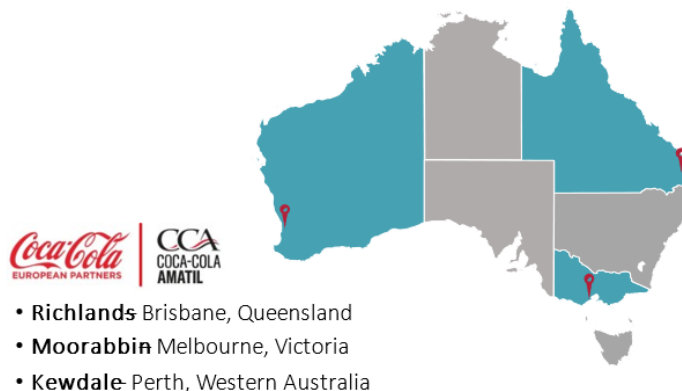 Coca-Cola
EUROPEAN PARTNERS
CCA
COCA-COLA
AMATIL
• Richlands- Brisbane, Queensland
• Moorabbin- Melbourne, Victoria
• Kewdale- Perth, Western Australia